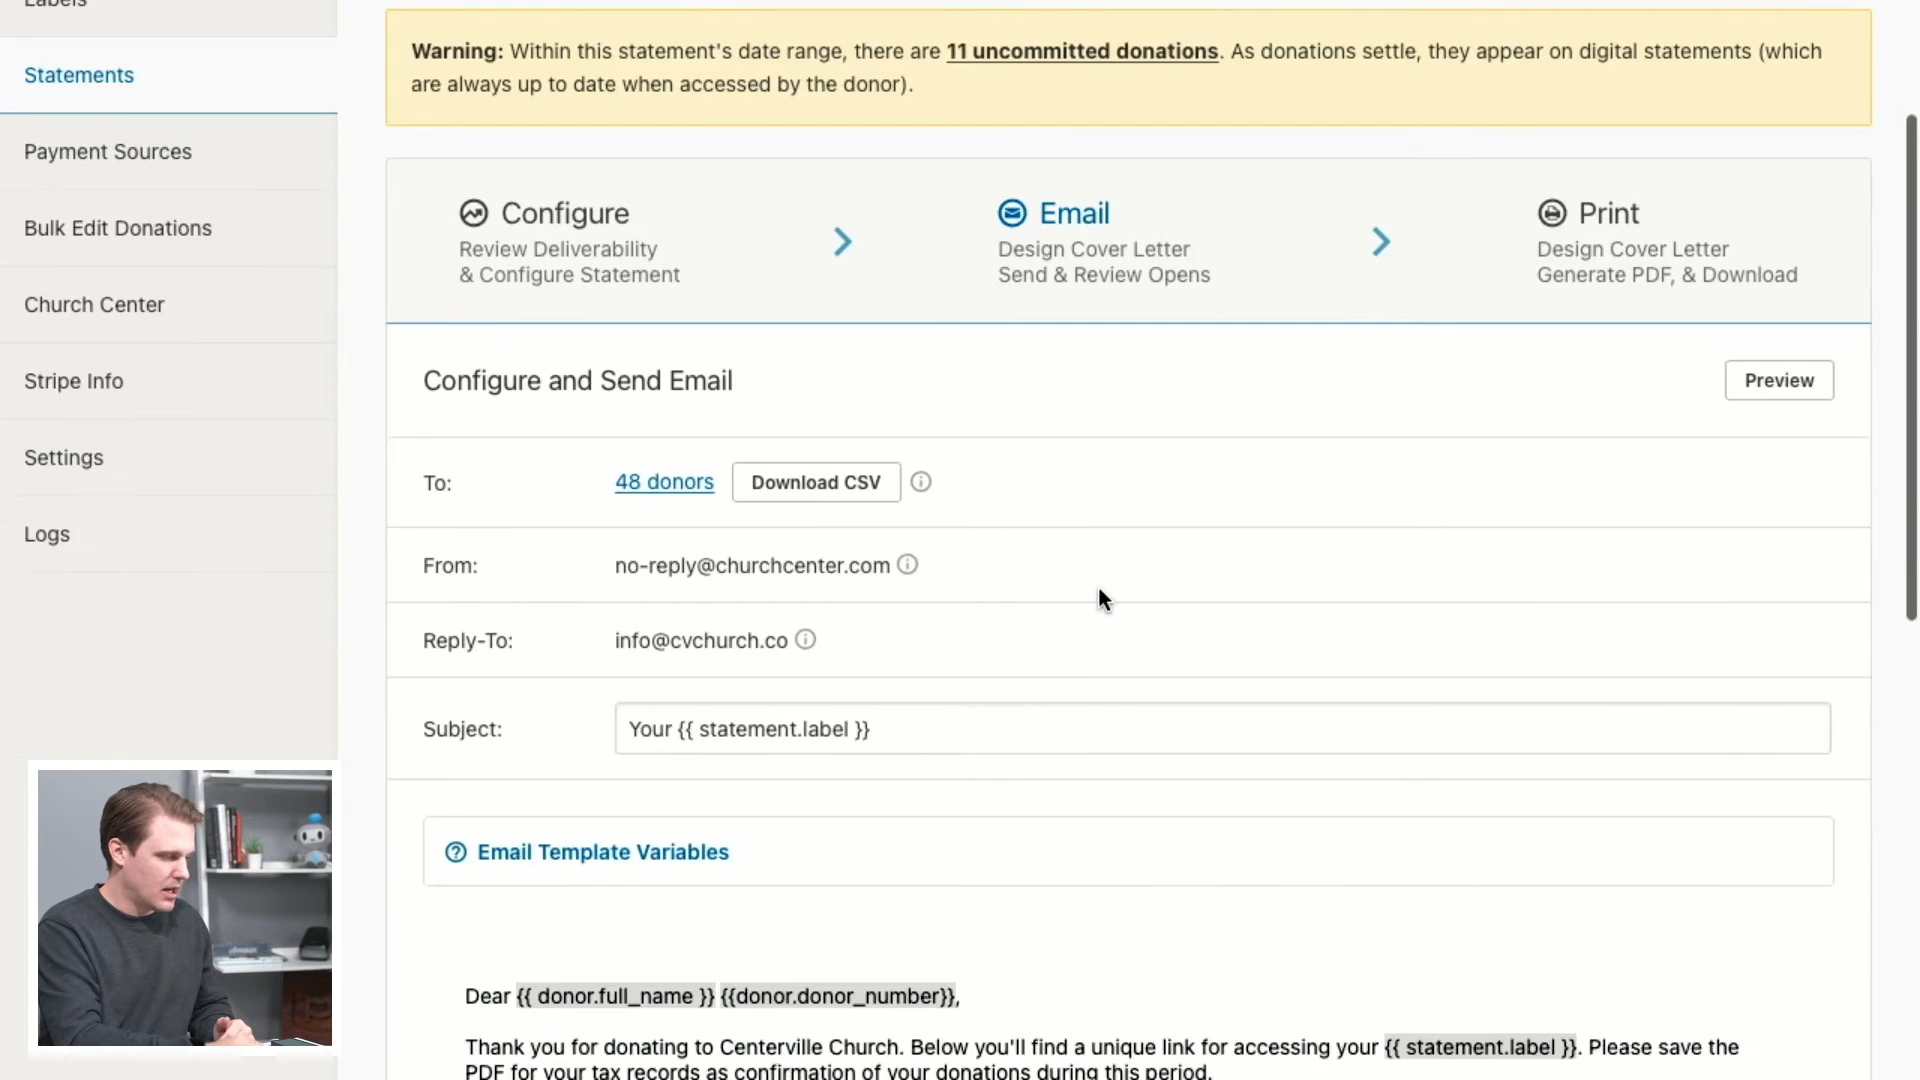 Labels
Statements
Payment Sources
Bulk Edit Donations
Church Center
Stripe Info
Settings
Logs
Warning: Within this statement's date range, there are 11 uncommitted donations. As donations settle, they appear on digital statements (which
are always up to date when accessed by the donor).
Configure
Review Deliverability
& Configure Statement
Email
Design Cover Letter
Send & Review Opens
Print
Design Cover Letter
Generate PDF, & Download
Configure and Send Email
Preview
To:
48 donors
Download CSV
From:
no-reply@churchcenter.com
Reply-To:
info@cvchurch.co
Subject:
Your {{ statement.label }}
Email Template Variables
Dear {{ donor.full_name }} {{donor.donor_number}},
Thank you for donating to Centerville Church. Below you'll find a unique link for accessing your {{ statement.label }}. Please save the
PDF for your tax records as confirmation of your donations during this period.